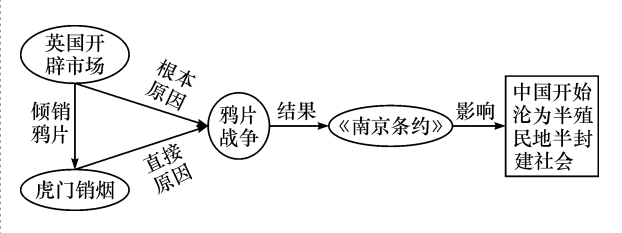 英国开
辟市场
倾销
鸦片
虎门销烟
根本
原因
直接
原因
鸦片
战争
结果
《南京条约》
影响
中国开始
沦为半殖
民地半封
建社会